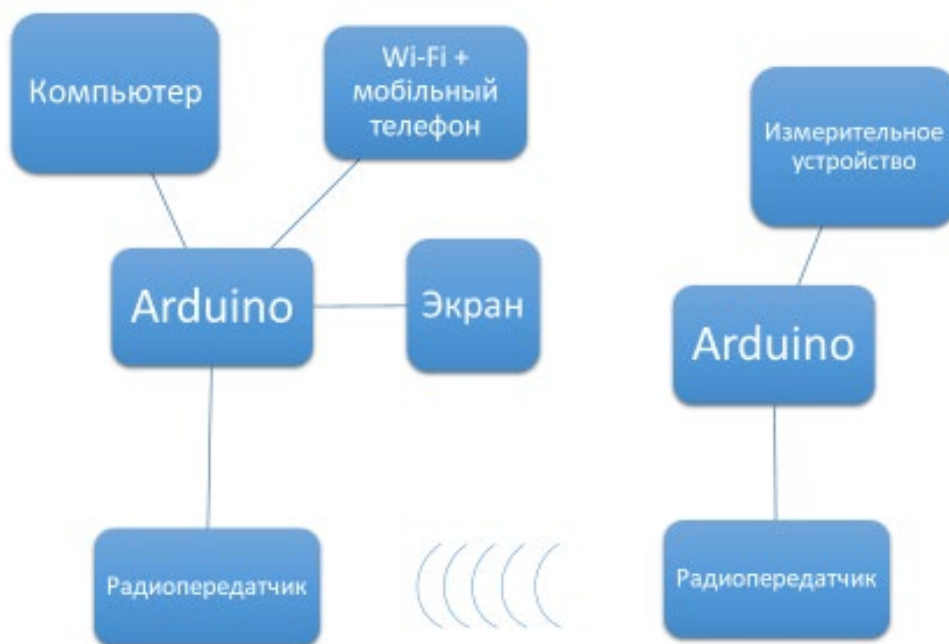 Компьютер
Wi-Fi +
мобільный
телефон
Измерительное
устройство
Arduino
Экран
Arduino
Радиопередатчик
Радиопередатчик